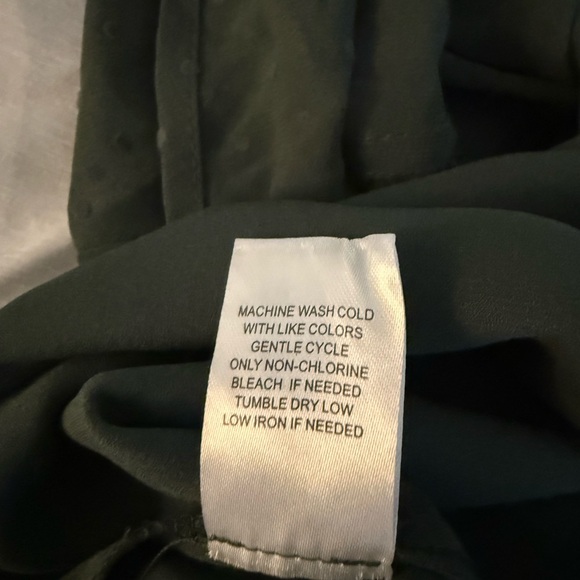 MACHINE WASH COLD
WITH LIKE COLORS
GENTLE CYCLE
ONLY NON-CHLORINE
BLEACH IF NEEDED
TUMBLE DRY LOW
LOW IRON IF NEEDED